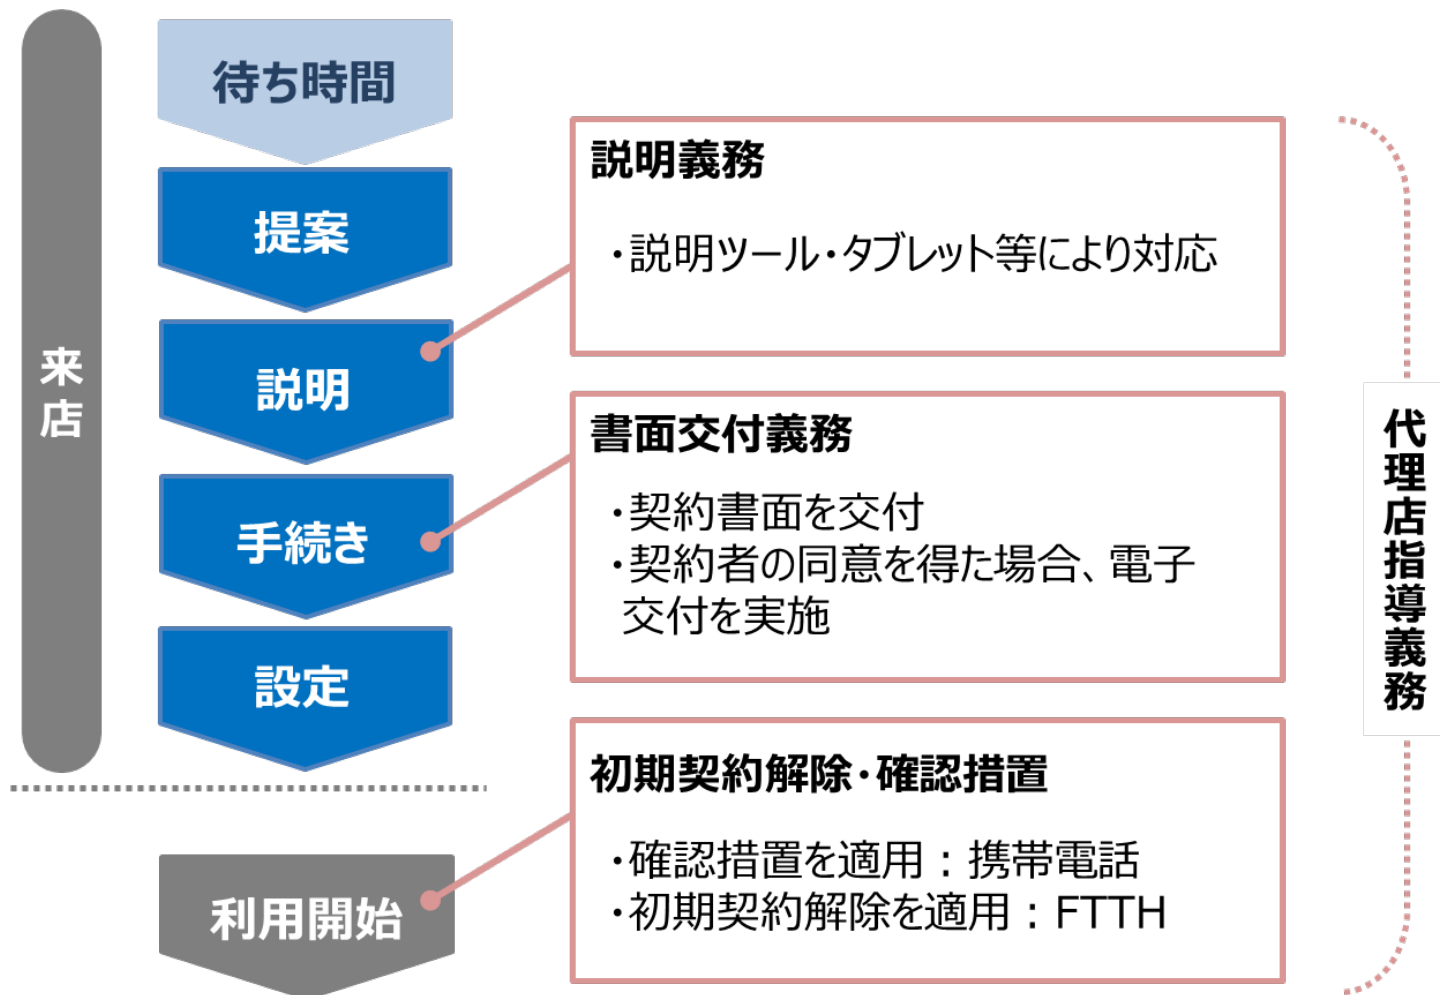 来店
待ち時間
提案
説明
手続き
設定
利用開始
説明義務
・説明ツール・タブレット等により対応
書面交付義務
・契約書面を交付
・契約者の同意を得た場合、電子
交付を実施
初期契約解除・確認措置
・確認措置を適用：携帯電話
・初期契約解除を適用：FTTH
代理店指導義務